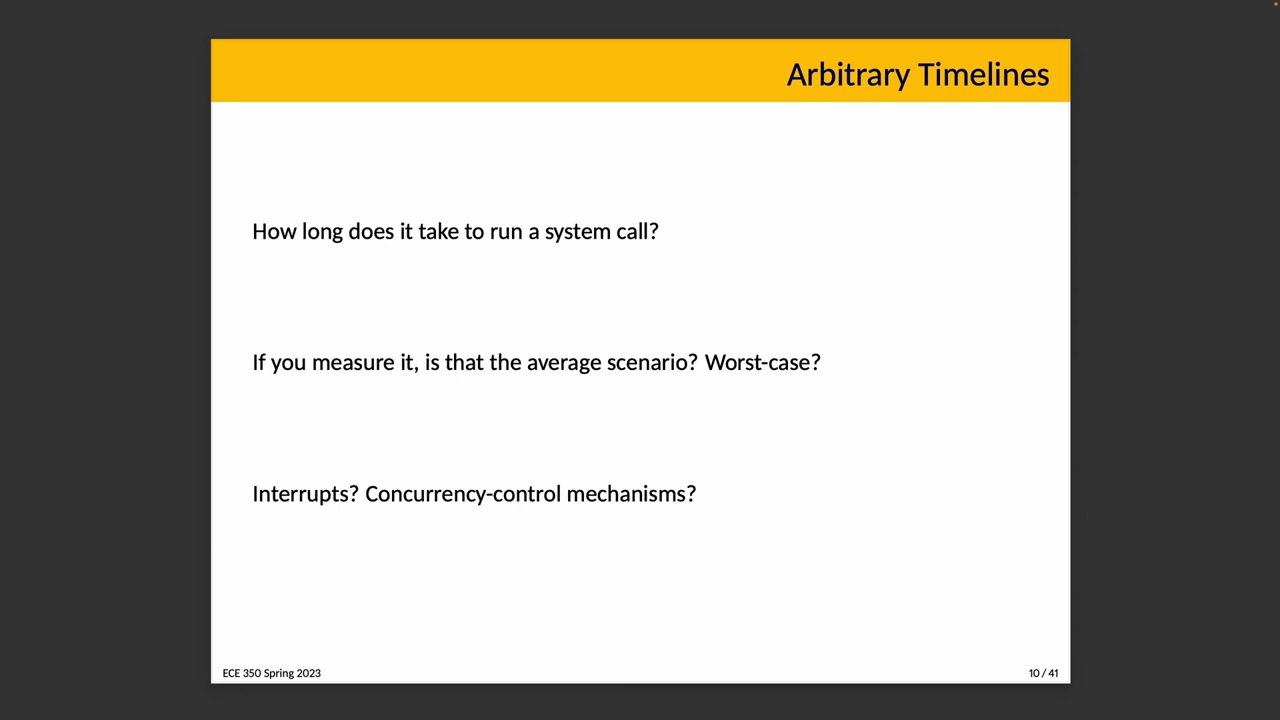 Arbitrary Timelines
How long does it take to run a system call?
If you measure it, is that the average scenario? Worst-case?
Interrupts? Concurrency-control mechanisms?
ECE 350 Spring 2023
10 / 41